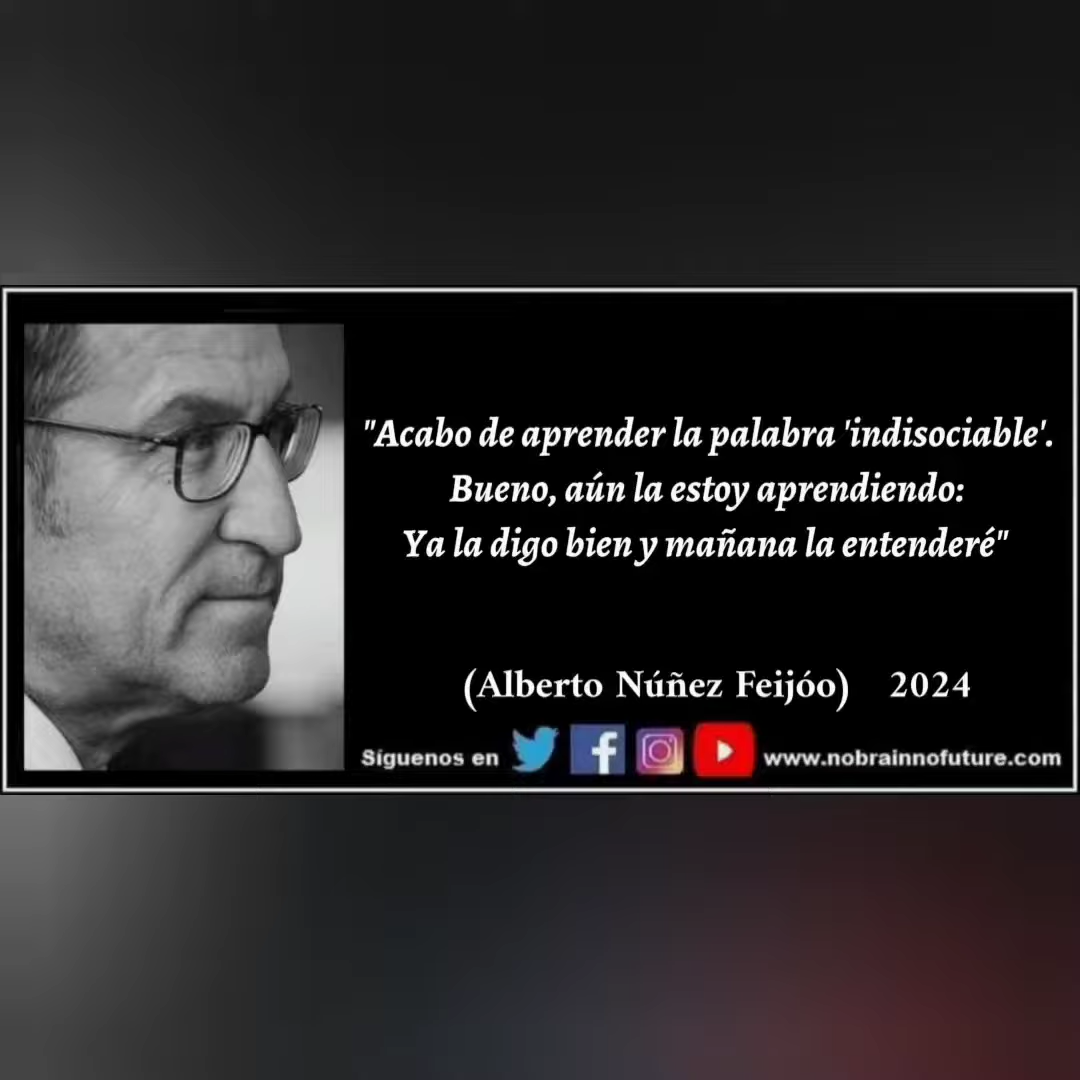 "Acabo de aprender la palabra 'indisociable'.
Bueno, aún la estoy aprendiendo:
Ya la digo bien y mañana la entenderé"
(Alberto Núñez Feijóo) 2024
Síguenos en www.nobrainnofuture.com